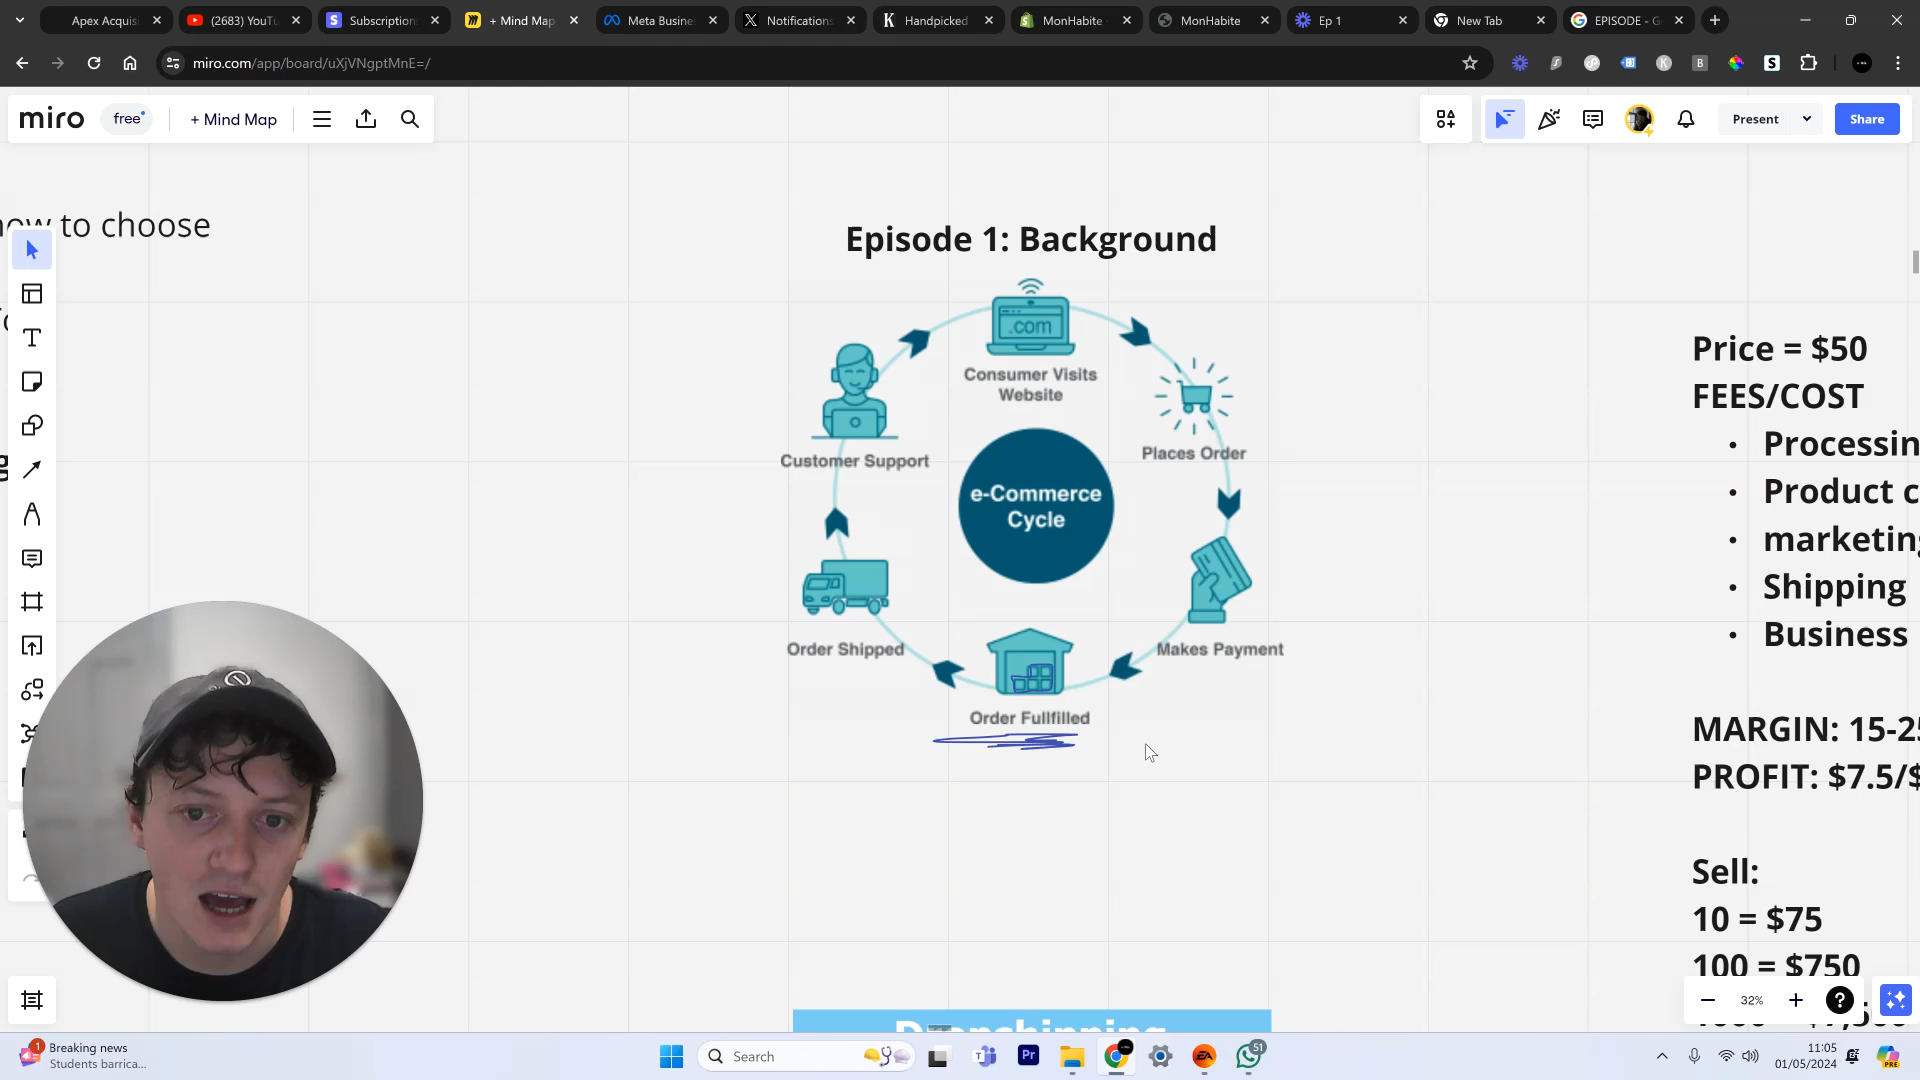 Apex Acquis
(2683) YouTu
Subscription
+ Mind Map
Meta Busine
Notifications
Handpicked
MonHabite
MonHabite
Ep 1
New Tab
EPISODE - G
miro.com/app/board/uXjVNgptMnE=/
miro
free
+ Mind Map
Present
Share
now to choose
Episode 1: Background
.com
Consumer Visits
Website
Places Order
Customer Support
e-Commerce
Cycle
Order Shipped
Makes Payment
Order Fullfilled
Price = $50
FEES/COST
• Processin
• Product c
• marketing
• Shipping
• Business
MARGIN: 15-25
PROFIT: $7.5/$
Sell:
10 = $75
100 = $750
Dropshipping
32%
Breaking news
Students barrica...
Search
51
11:05
01/05/2024